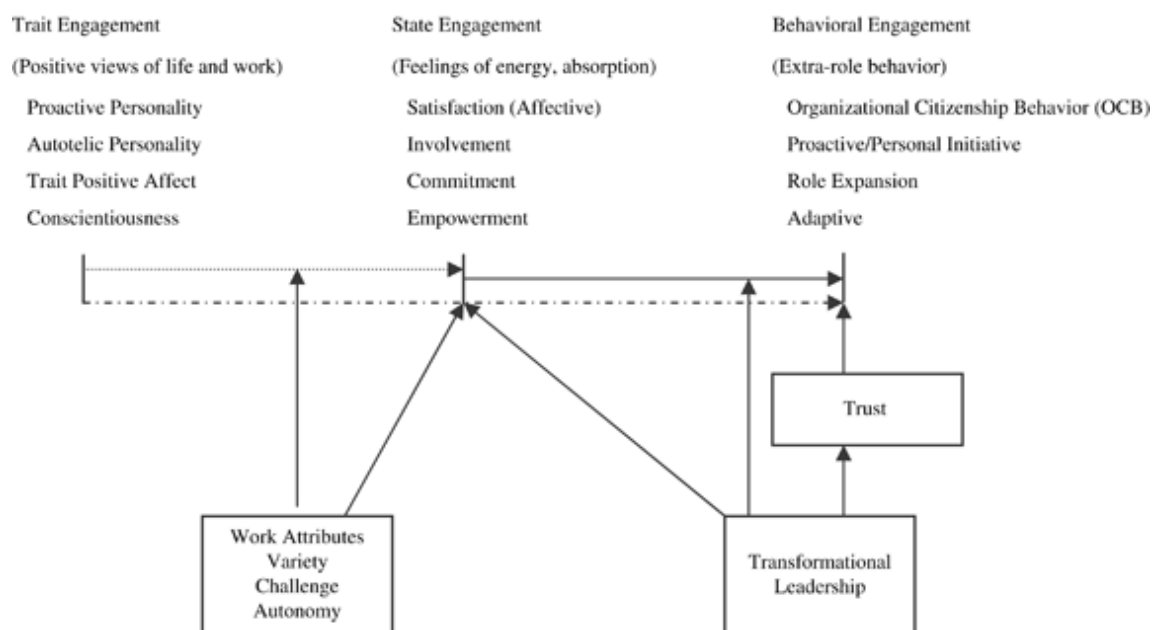 Trait Engagement
(Positive views of life and work)
Proactive Personality
Autotelic Personality
Trait Positive Affect
Conscientiousness
State Engagement
(Feelings of energy, absorption)
Satisfaction (Affective)
Involvement
Commitment
Empowerment
Behavioral Engagement
(Extra-role behavior)
Organizational Citizenship Behavior (OCB)
Proactive/Personal Initiative
Role Expansion
Adaptive
Trust
Work Attributes
Variety
Challenge
Autonomy
Transformational
Leadership